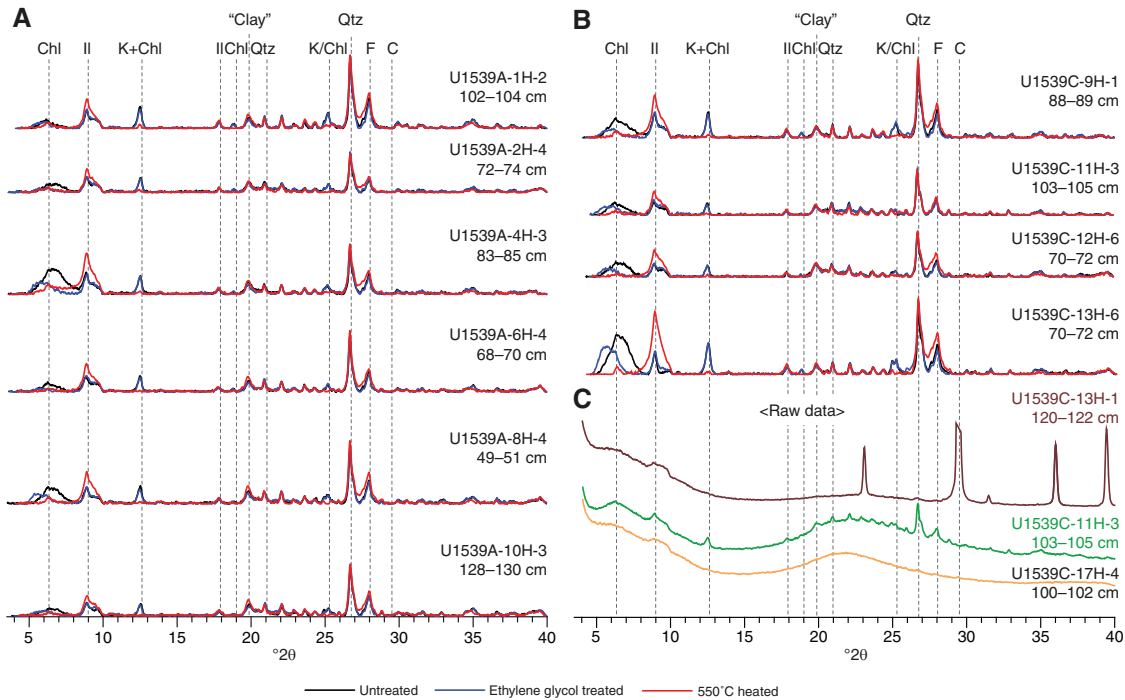 A
"Clay"
Qtz
Chl Il K+Chl Il Chl Qtz K/Chl F C
U1539A-1H-2
102–104 cm
U1539A-2H-4
72–74 cm
U1539A-4H-3
83–85 cm
U1539A-6H-4
68–70 cm
U1539A-8H-4
49–51 cm
U1539A-10H-3
128–130 cm
5 10 15 20 25 30 35 40
°2θ
B
"Clay"
Qtz
Chl Il K+Chl Il Chl Qtz K/Chl F C
U1539C-9H-1
88–89 cm
U1539C-11H-3
103–105 cm
U1539C-12H-6
70–72 cm
U1539C-13H-6
70–72 cm
C
<Raw data>
U1539C-13H-1
120–122 cm
U1539C-11H-3
103–105 cm
U1539C-17H-4
100–102 cm
5 10 15 20 25 30 35 40
°2θ
Untreated Ethylene glycol treated 550˚C heated